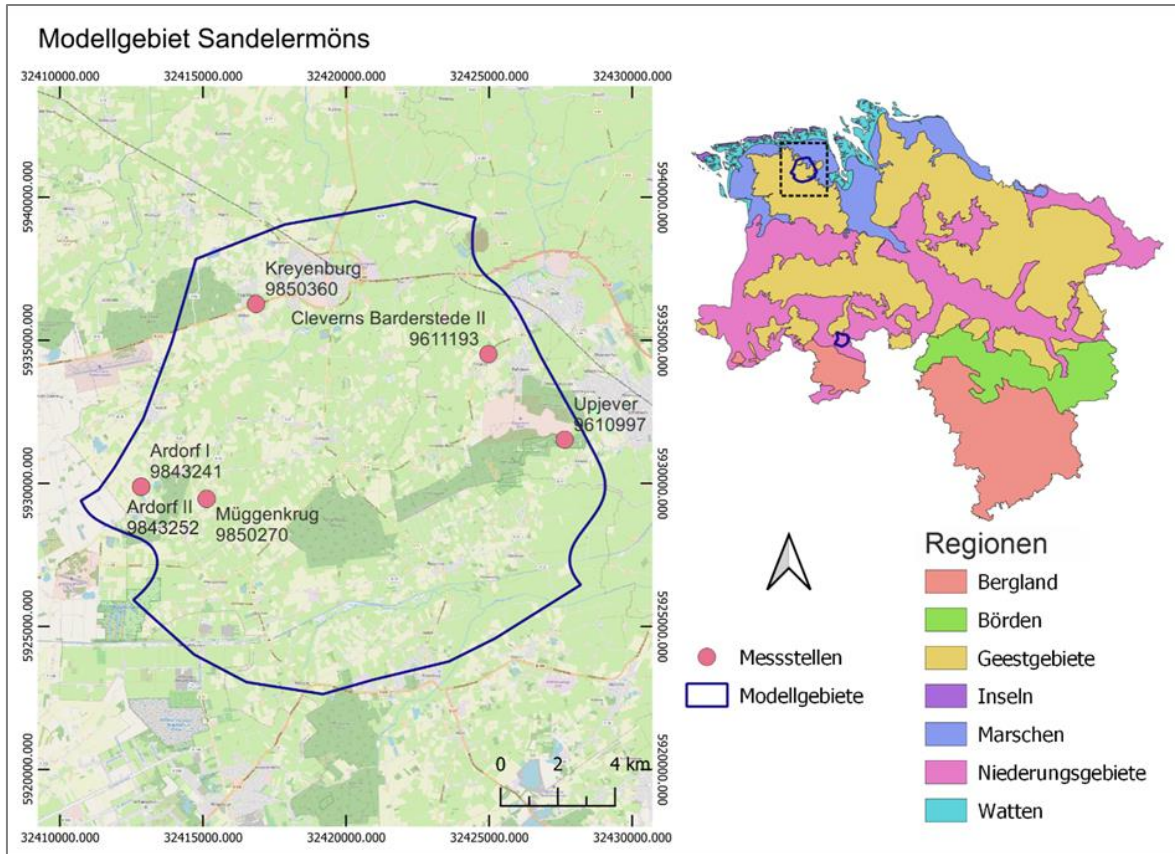 Modellgebiet Sandelermöns
32410000.000 32415000.000 32420000.000 32425000.000 32430000.000
5940000.000 5940000.000
Kreyenburg
9850360
Cleverns Barderstede II
9611193
5935000.000 5935000.000
Upjever
9610997
Ardorf I
9843241
Ardorf II
9843252
Müggenkrug
9850270
5930000.000 5930000.000
5925000.000 5925000.000
5920000.000 5920000.000
0 2 4 km
32410000.000 32415000.000 32420000.000 32425000.000 32430000.000
Messstellen
Modellgebiete
Regionen
Bergland
Börden
Geestgebiete
Inseln
Marschen
Niederungsgebiete
Watten